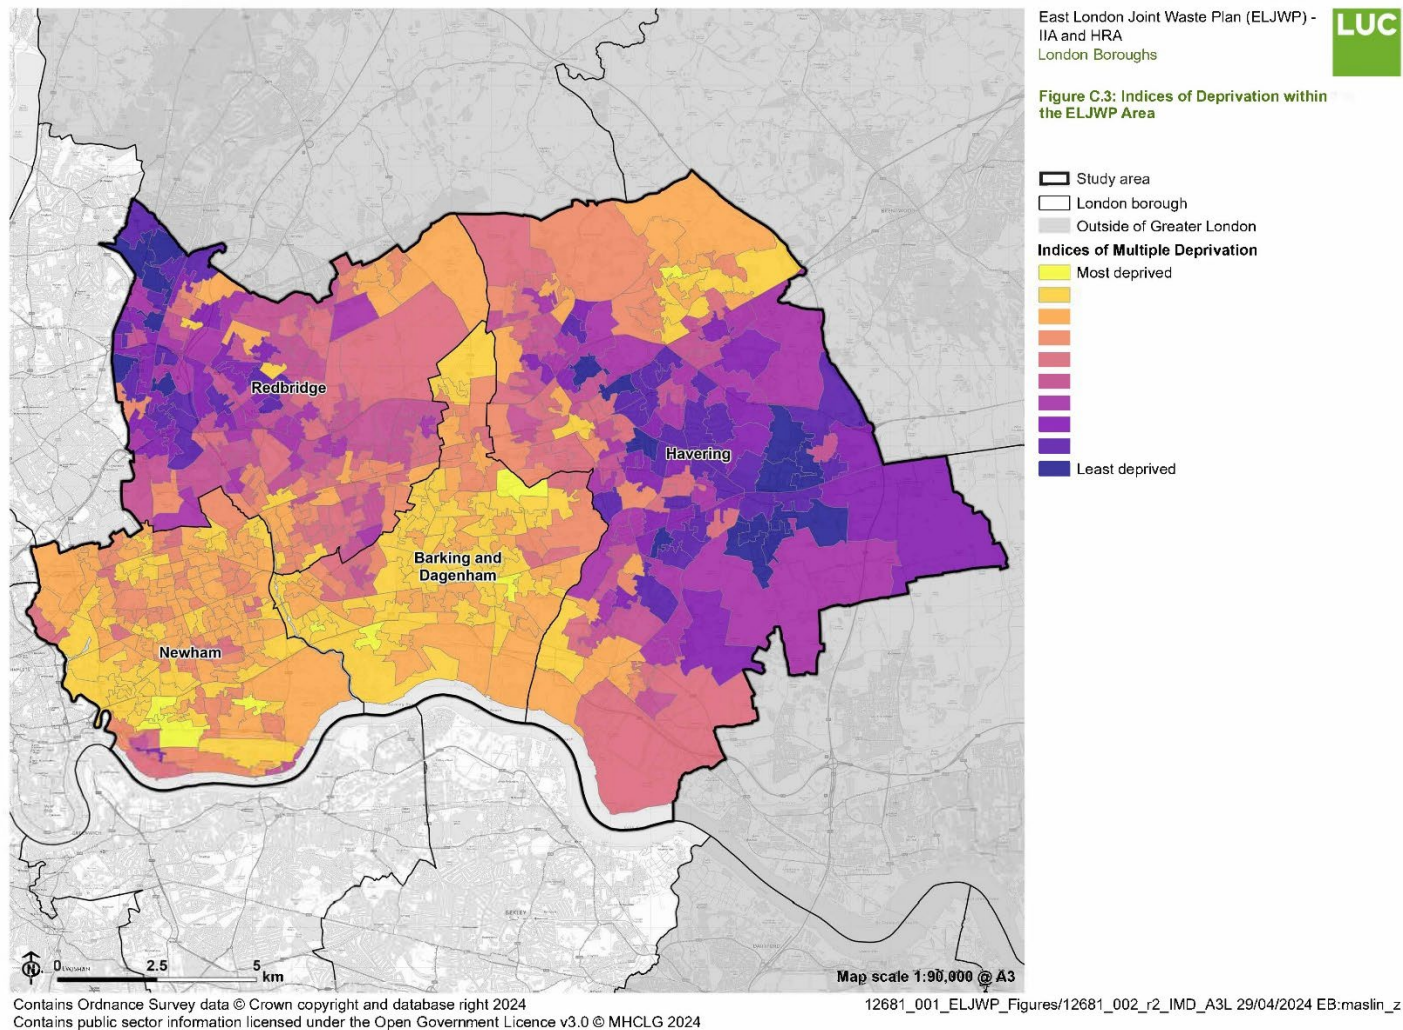 East London Joint Waste Plan (ELJWP) -
IIA and HRA
London Boroughs
LUC
Figure C.3: Indices of Deprivation within
the ELJWP Area
Study area
London borough
Outside of Greater London
Indices of Multiple Deprivation
Most deprived
Least deprived
Redbridge
Havering
Barking and
Dagenham
Newham
BEXLEY
N
0 2.5 5 km
Map scale 1:90,000 @ A3
Contains Ordnance Survey data © Crown copyright and database right 2024
Contains public sector information licensed under the Open Government Licence v3.0 © MHCLG 2024
12681_001_ELJWP_Figures/12681_002_r2_IMD_A3L 29/04/2024 EB:maslin_z